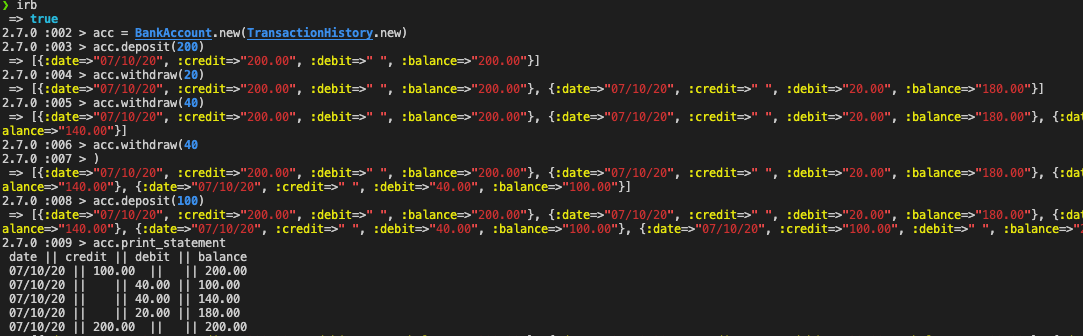 ❯ irb
 => true
2.7.0 :002 > acc = BankAccount.new(TransactionHistory.new)
2.7.0 :003 > acc.deposit(200)
 => [{:date=>"07/10/20", :credit=>"200.00", :debit=>" ", :balance=>"200.00"}]
2.7.0 :004 > acc.withdraw(20)
 => [{:date=>"07/10/20", :credit=>"200.00", :debit=>" ", :balance=>"200.00"}, {:date=>"07/10/20", :credit=>" ", :debit=>"20.00", :balance=>"180.00"}]
2.7.0 :005 > acc.withdraw(40)
 => [{:date=>"07/10/20", :credit=>"200.00", :debit=>" ", :balance=>"200.00"}, {:date=>"07/10/20", :credit=>" ", :debit=>"20.00", :balance=>"180.00"}, {:dat
alance=>"140.00"}]
2.7.0 :006 > acc.withdraw(40
2.7.0 :007 > )
 => [{:date=>"07/10/20", :credit=>"200.00", :debit=>" ", :balance=>"200.00"}, {:date=>"07/10/20", :credit=>" ", :debit=>"20.00", :balance=>"180.00"}, {:dat
alance=>"140.00"}, {:date=>"07/10/20", :credit=>" ", :debit=>"40.00", :balance=>"100.00"}]
2.7.0 :008 > acc.deposit(100)
 => [{:date=>"07/10/20", :credit=>"200.00", :debit=>" ", :balance=>"200.00"}, {:date=>"07/10/20", :credit=>" ", :debit=>"20.00", :balance=>"180.00"}, {:dat
alance=>"140.00"}, {:date=>"07/10/20", :credit=>" ", :debit=>"40.00", :balance=>"100.00"}, {:date=>"07/10/20", :credit=>"100.00", :debit=>" ", :balance=>"
2.7.0 :009 > acc.print_statement
 date || credit || debit || balance
 07/10/20 || 100.00  ||   || 200.00
 07/10/20 ||    || 40.00 || 100.00
 07/10/20 ||    || 40.00 || 140.00
 07/10/20 ||    || 20.00 || 180.00
 07/10/20 || 200.00  ||   || 200.00